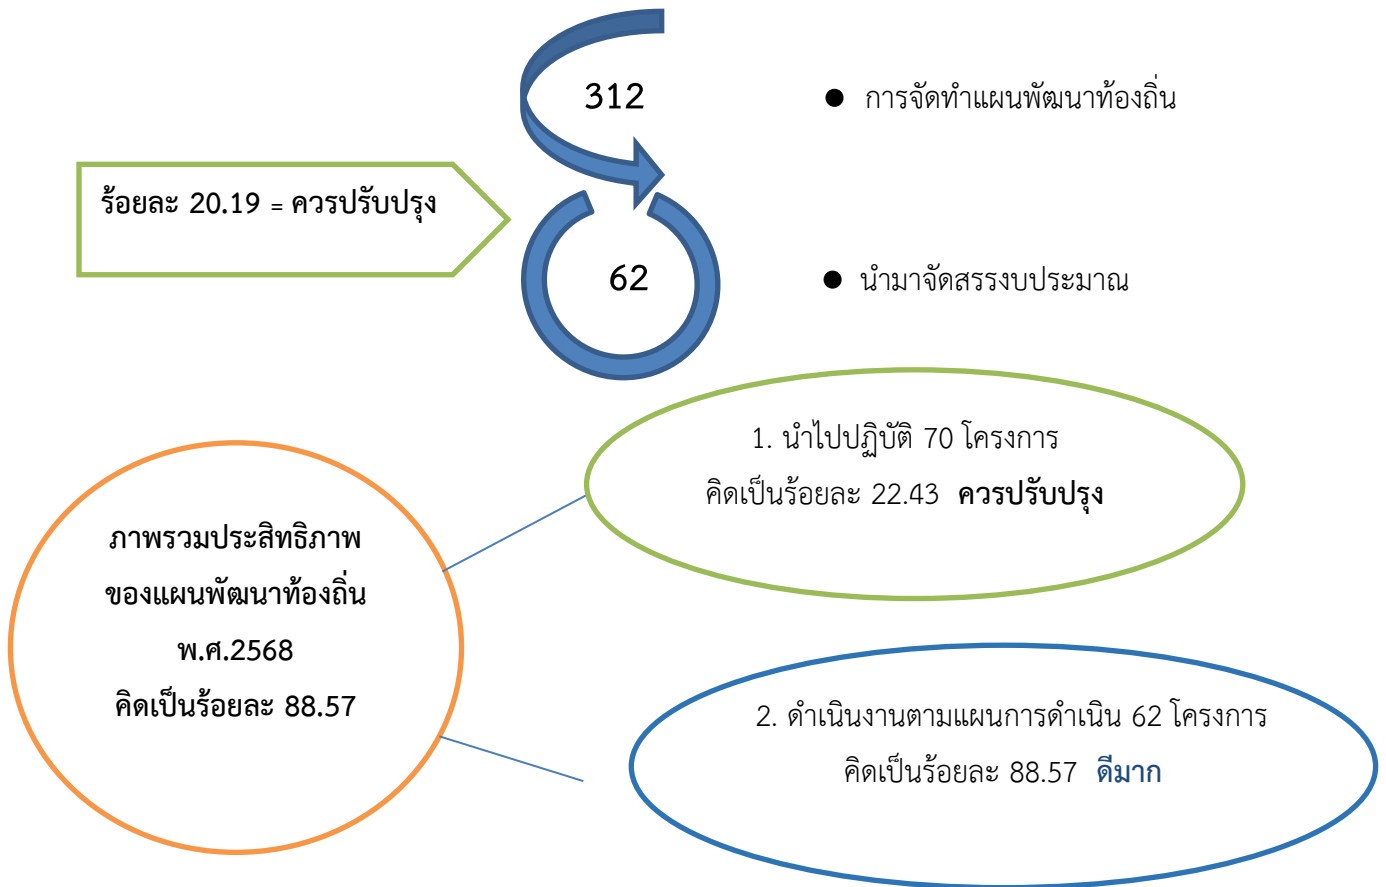 312
● การจัดทำแผนพัฒนาท้องถิ่น
ร้อยละ 20.19 = ควรปรับปรุง
62
● นำมาจัดสรรงบประมาณ
1. นำไปปฏิบัติ 70 โครงการ
คิดเป็นร้อยละ 22.43 ควรปรับปรุง
ภาพรวมประสิทธิภาพ
ของแผนพัฒนาท้องถิ่น
พ.ศ.2568
คิดเป็นร้อยละ 88.57
2. ดำเนินงานตามแผนการดำเนิน 62 โครงการ
คิดเป็นร้อยละ 88.57 ดีมาก